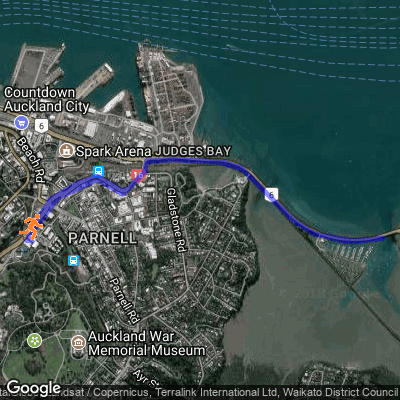 Countdown
Auckland City
6
Beach Rd
Spark Arena
JUDGES BAY
16
6
Gladstone Rd
PARNELL
Parnell Rd
Auckland War
Memorial Museum
Ayr St
Google
ndsat / Copernicus, Terralink International Ltd, Waikato District Council